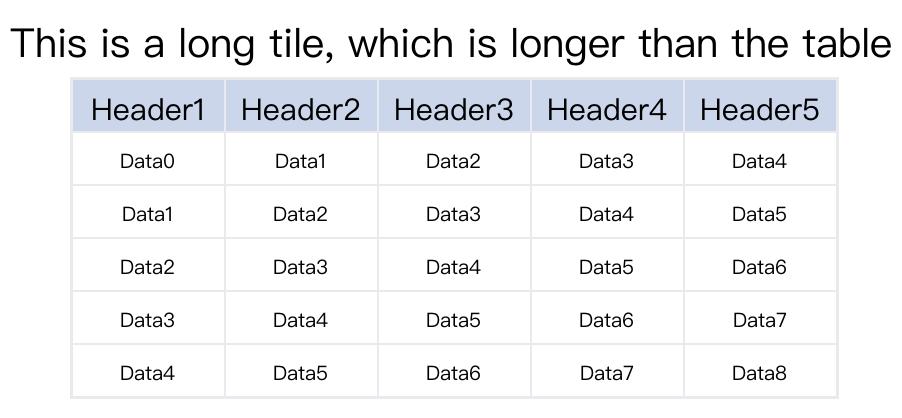 This is a long tile, which is longer than the table
Header1 Header2 Header3 Header4 Header5
Data0 Data1 Data2 Data3 Data4
Data1 Data2 Data3 Data4 Data5
Data2 Data3 Data4 Data5 Data6
Data3 Data4 Data5 Data6 Data7
Data4 Data5 Data6 Data7 Data8